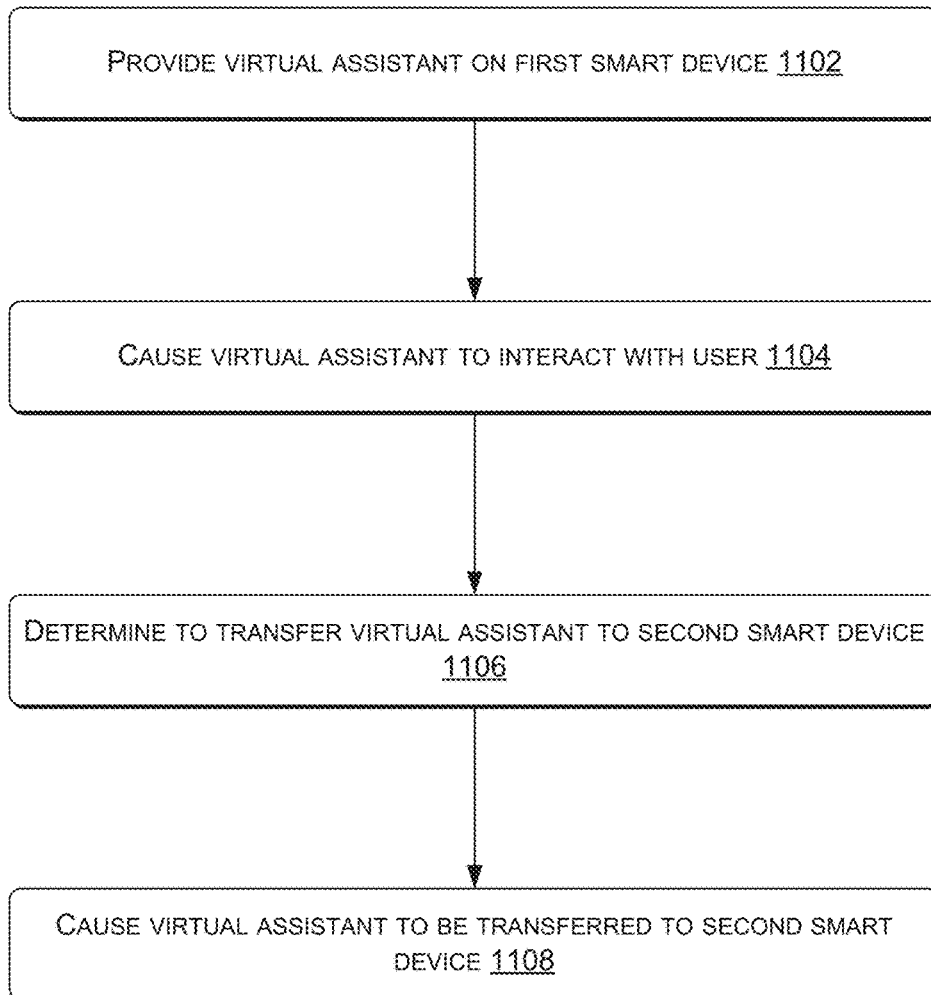 PROVIDE VIRTUAL ASSISTANT ON FIRST SMART DEVICE 1102
CAUSE VIRTUAL ASSISTANT TO INTERACT WITH USER 1104
DETERMINE TO TRANSFER VIRTUAL ASSISTANT TO SECOND SMART DEVICE
1106
CAUSE VIRTUAL ASSISTANT TO BE TRANSFERRED TO SECOND SMART
DEVICE 1108